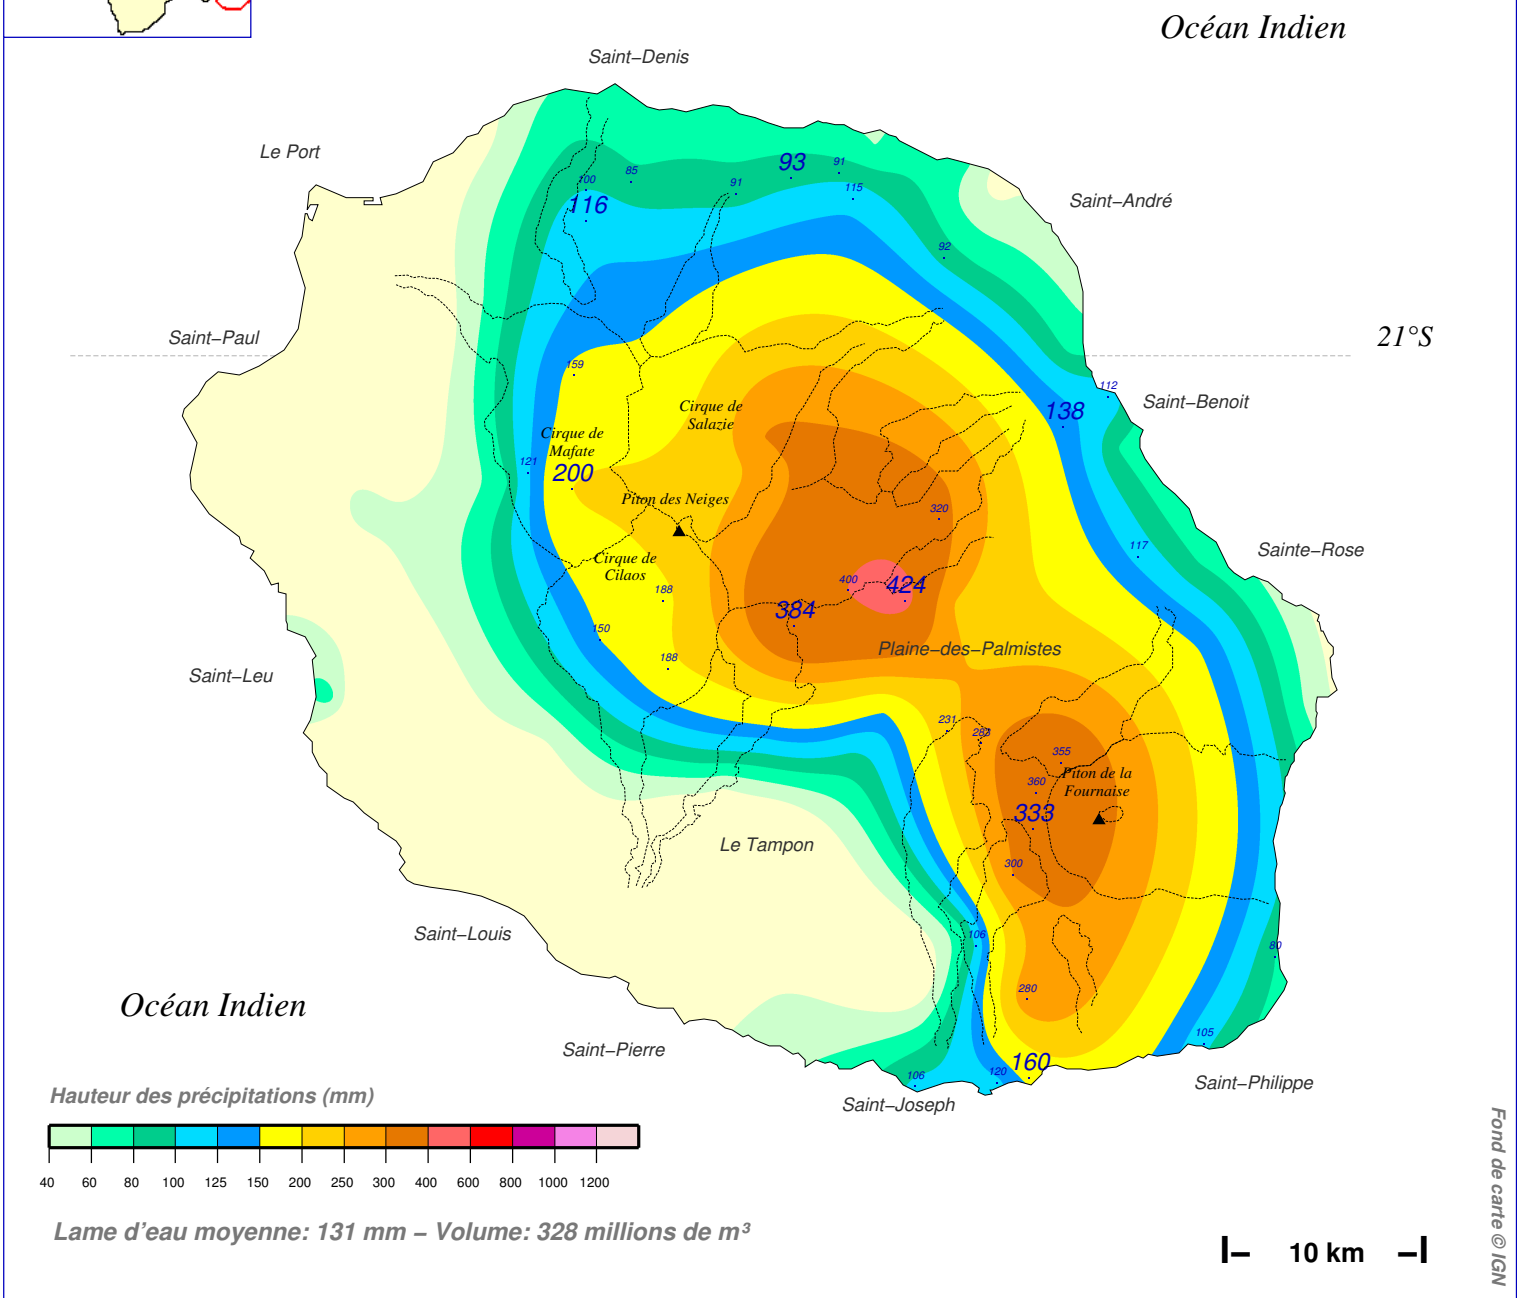 Océan Indien
Saint−Denis
Le Port
93
91
85
100
91
115
116
Saint−André
92
Saint−Paul
21°S
159
112
138
Saint−Benoit
Cirque de
Salazie
Cirque de
Mafate
121
200
Piton des Neiges
320
117
Sainte−Rose
Cirque de
Cilaos
188
400
424
384
150
188
Plaine−des−Palmistes
Saint−Leu
231
283
355
Piton de la
Fournaise
360
333
Le Tampon
300
Saint−Louis
106
80
280
Océan Indien
105
Saint−Pierre
160
120
106
Saint−Philippe
Saint−Joseph
Hauteur des précipitations (mm)
40 60 80 100 125 150 200 250 300 400 600 800 1000 1200
Lame d'eau moyenne: 131 mm − Volume: 328 millions de m³
10 km
Fond de carte © IGN